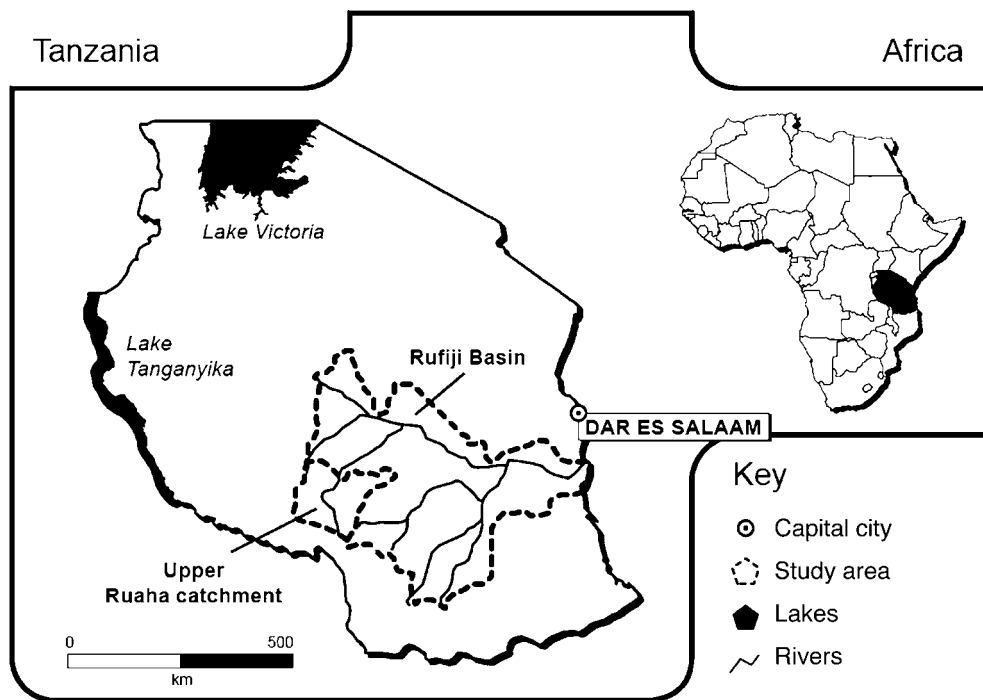 Tanzania
Africa
Lake Victoria
Lake
Tanganyika
Rufiji Basin
DAR ES SALAAM
Upper
Ruaha catchment
0 500
km
Key
Capital city
Study area
Lakes
Rivers